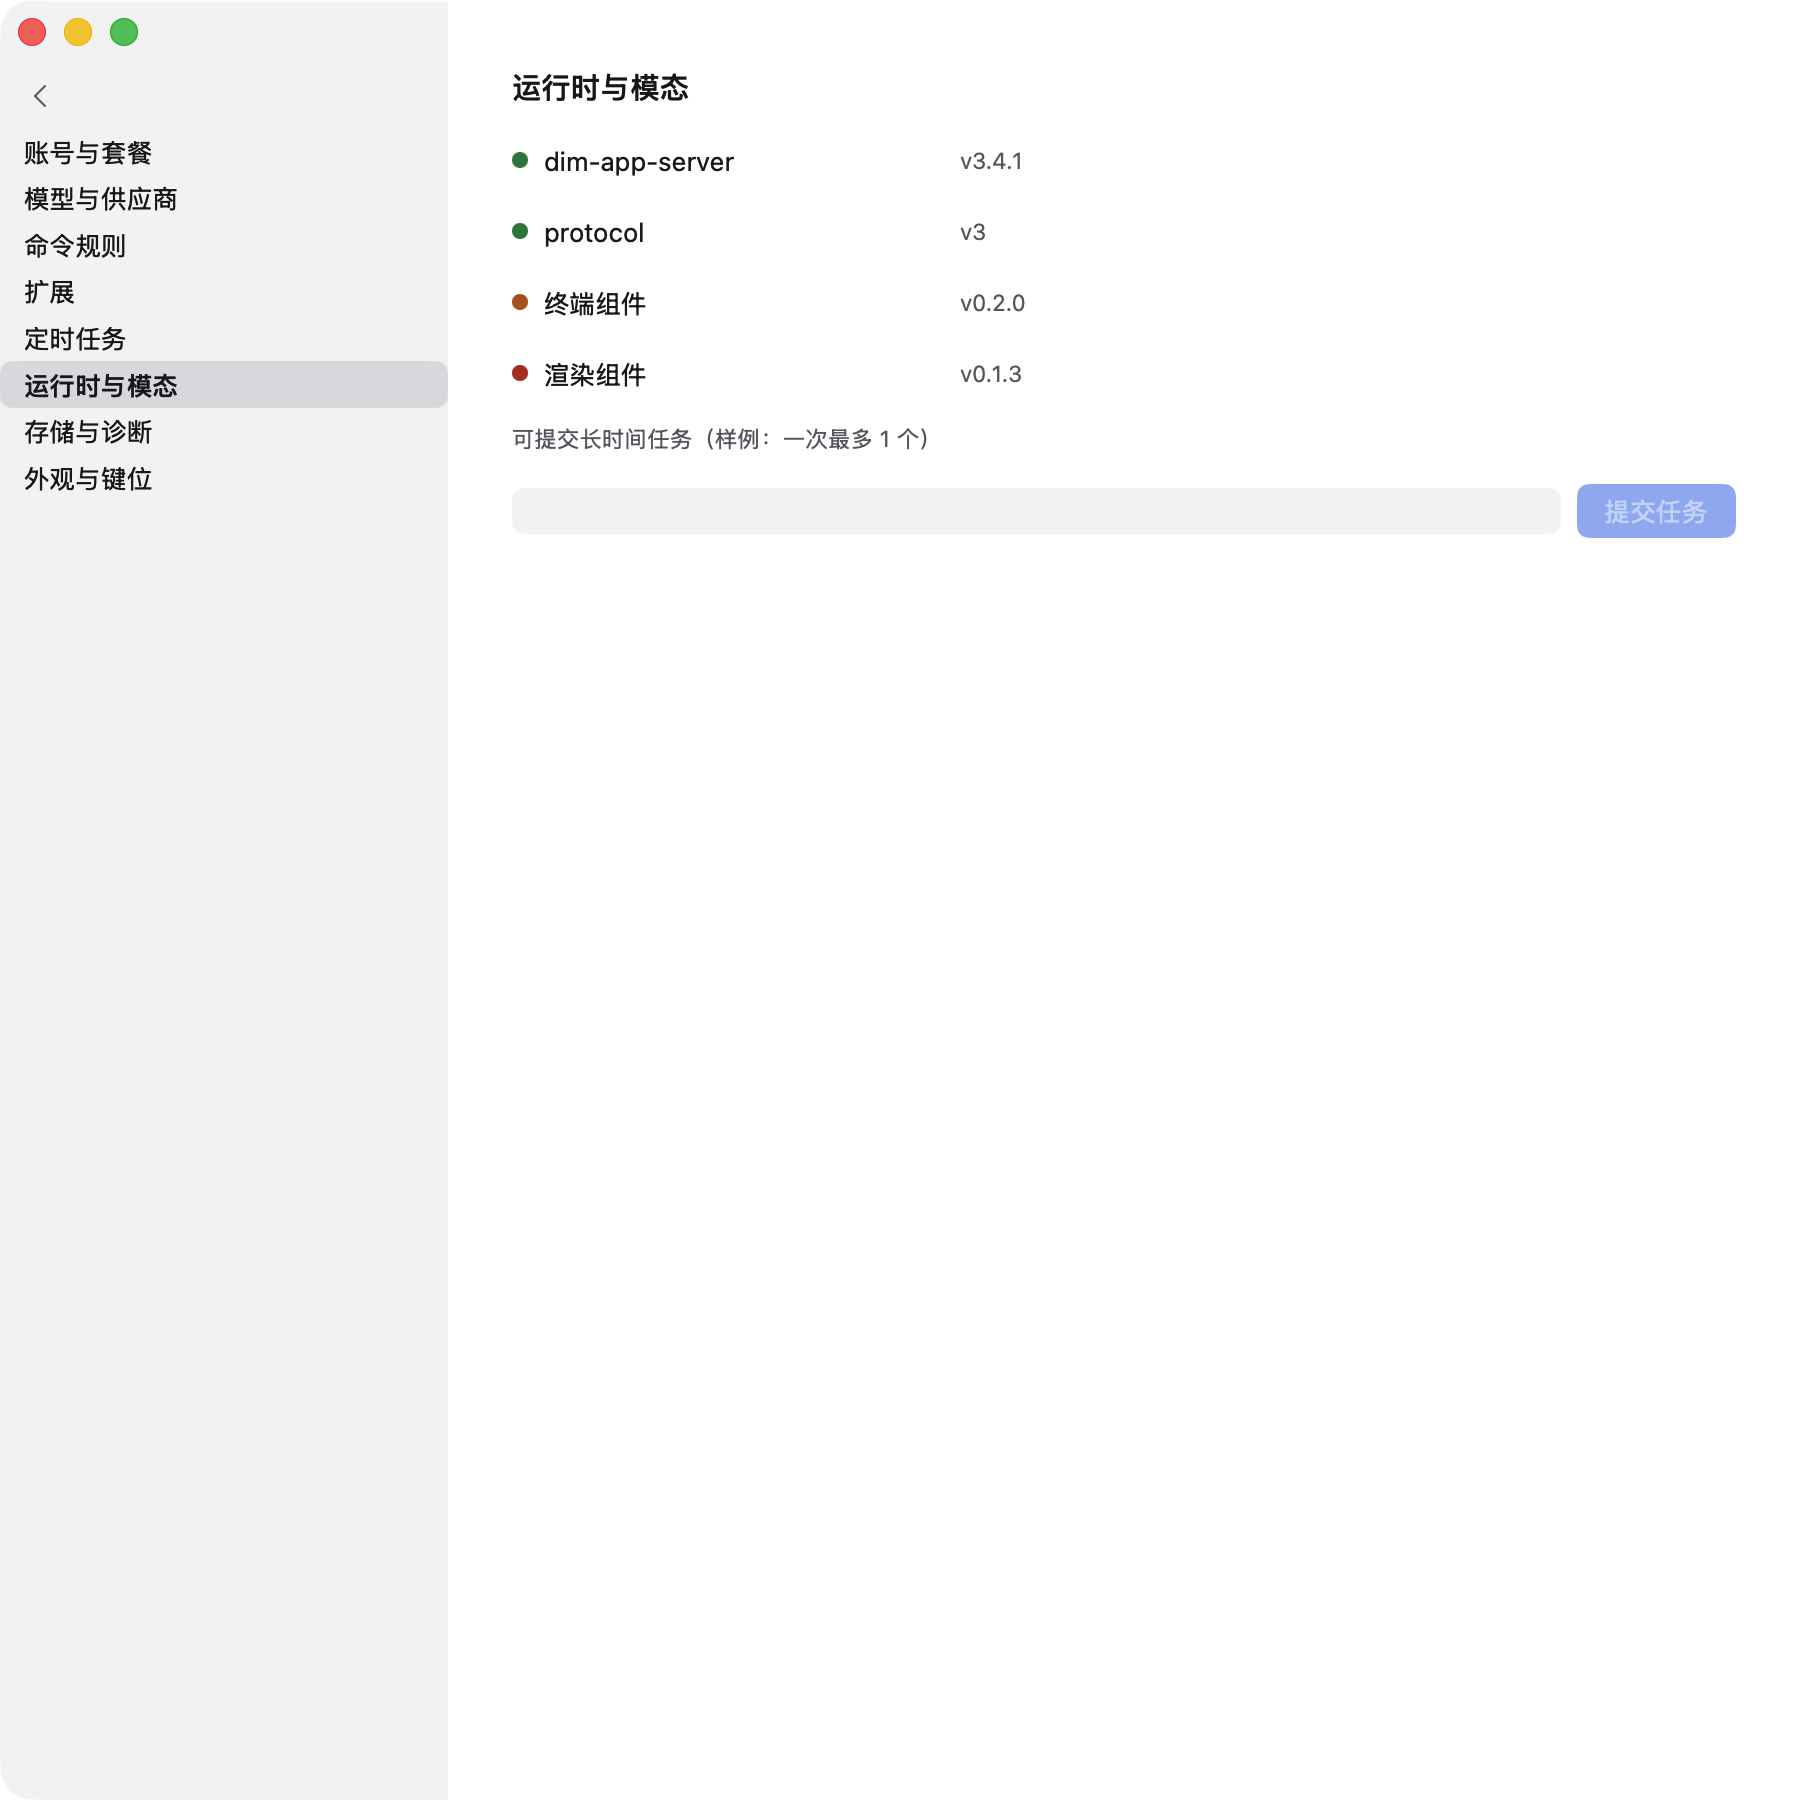 账号与套餐
模型与供应商
命令规则
扩展
定时任务
运行时与模态
存储与诊断
外观与键位
运行时与模态
dim-app-server v3.4.1
protocol v3
终端组件 v0.2.0
渲染组件 v0.1.3
可提交长时间任务（样例：一次最多 1 个）
提交任务